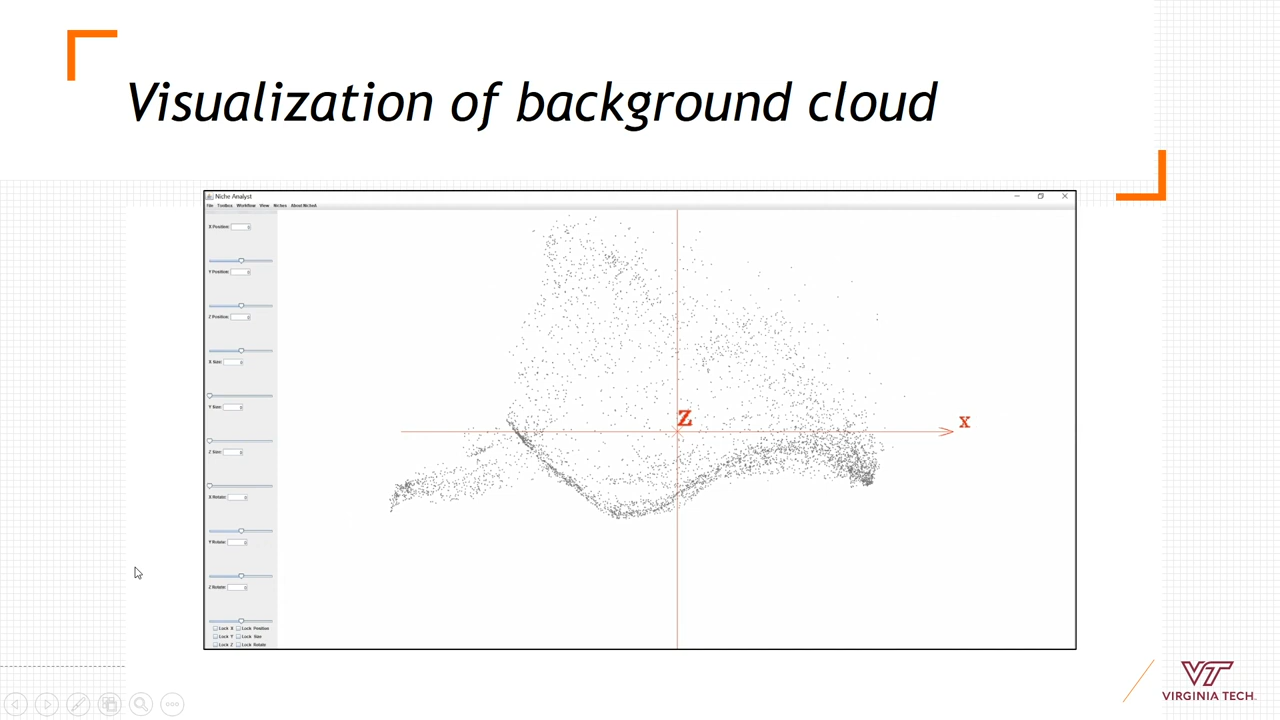 Visualization of background cloud
Niche Analyst
File Toolbox Workflow View Niches About NicheA
X Position:
Y Position:
Z Position:
X Size:
Y Size:
Z Size:
X Rotate:
Y Rotate:
Z Rotate:
Lock X Lock Position
Lock Y Lock Size
Lock Z Lock Rotate
Z
X
VT
VIRGINIA TECH